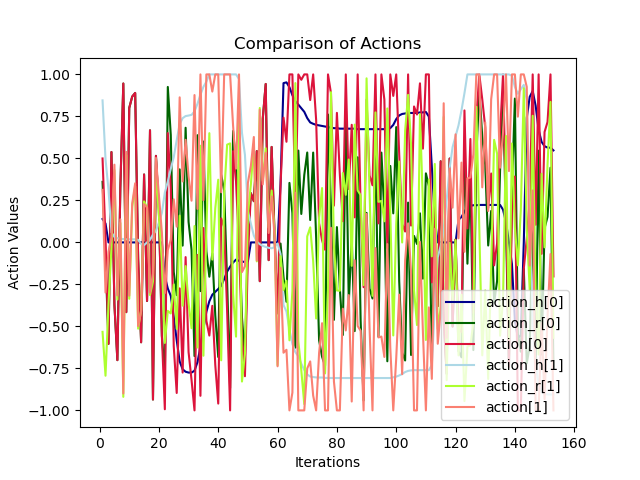 Comparison of Actions
Action Values
1.00
0.75
0.50
0.25
0.00
−0.25
−0.50
−0.75
−1.00
action_h[0]
action_r[0]
action[0]
action_h[1]
action_r[1]
action[1]
0 20 40 60 80 100 120 140 160
Iterations